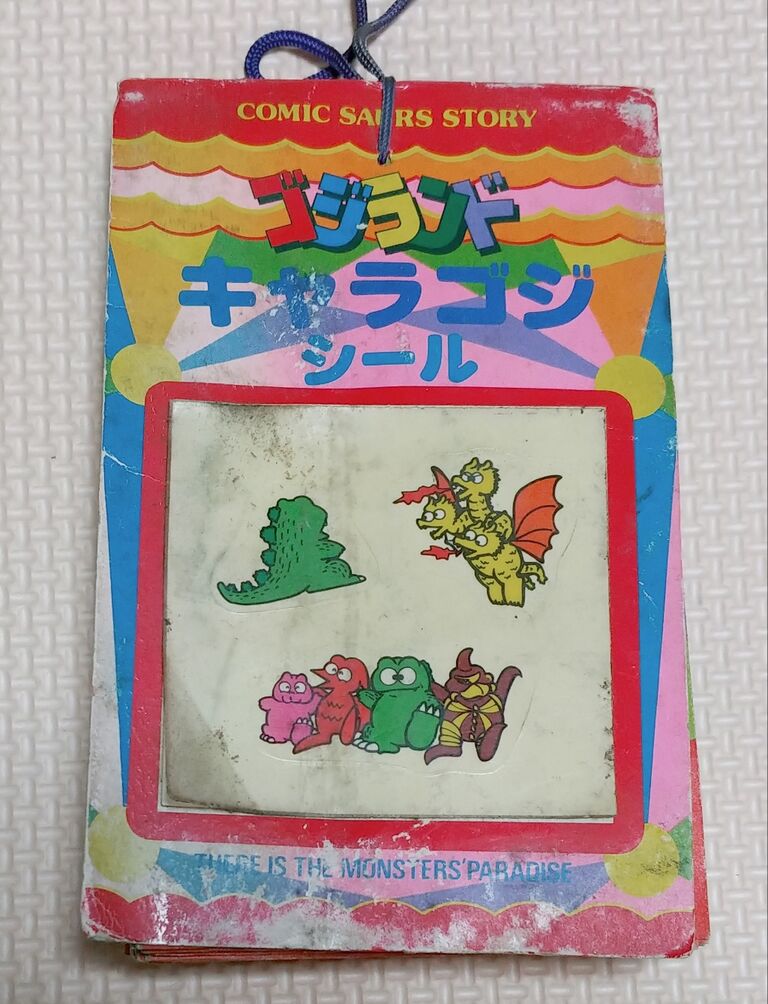 COMIC SAURS STORY
ゴジランド
キャラゴジ
シール
THERE IS THE MONSTERS' PARADISE